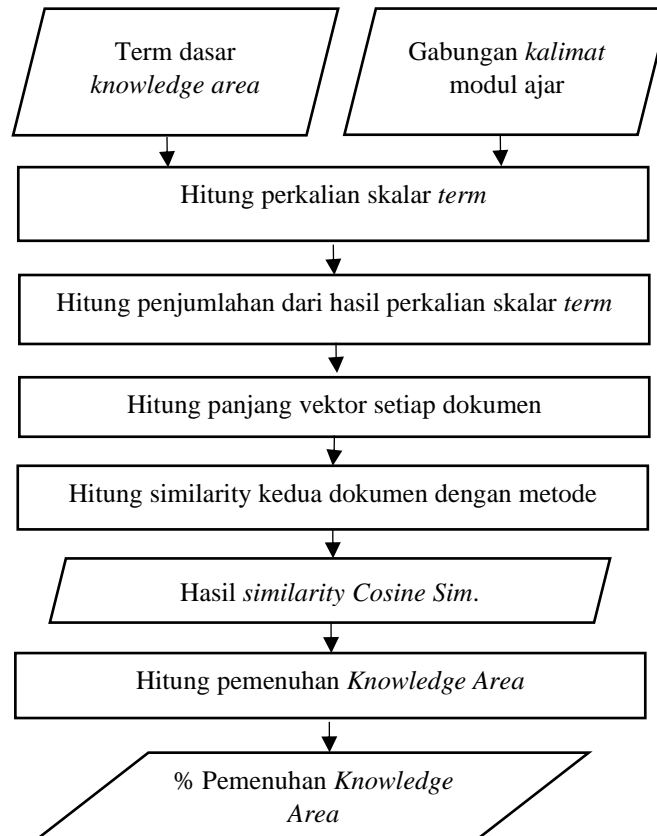 Term dasar
knowledge area
Gabungan kalimat
modul ajar
Hitung perkalian skalar term
Hitung penjumlahan dari hasil perkalian skalar term
Hitung panjang vektor setiap dokumen
Hitung similarity kedua dokumen dengan metode
Hasil similarity Cosine Sim.
Hitung pemenuhan Knowledge Area
% Pemenuhan Knowledge
Area